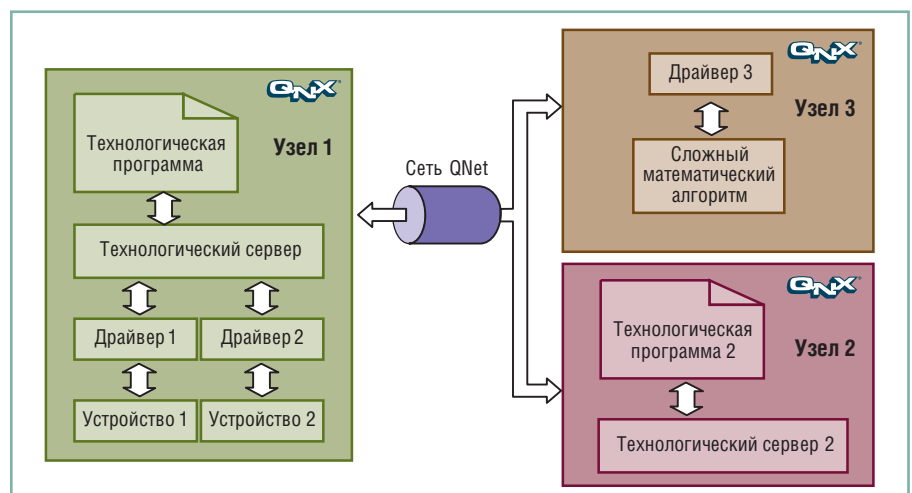 QNX
Технологическая
программа
Узел 1
Технологический сервер
Драйвер 1
Драйвер 2
Устройство 1
Устройство 2
Сеть QNet
QNX
Драйвер 3
Узел 3
Сложный
математический
алгоритм
QNX
Технологическая
программа 2
Узел 2
Технологический сервер 2